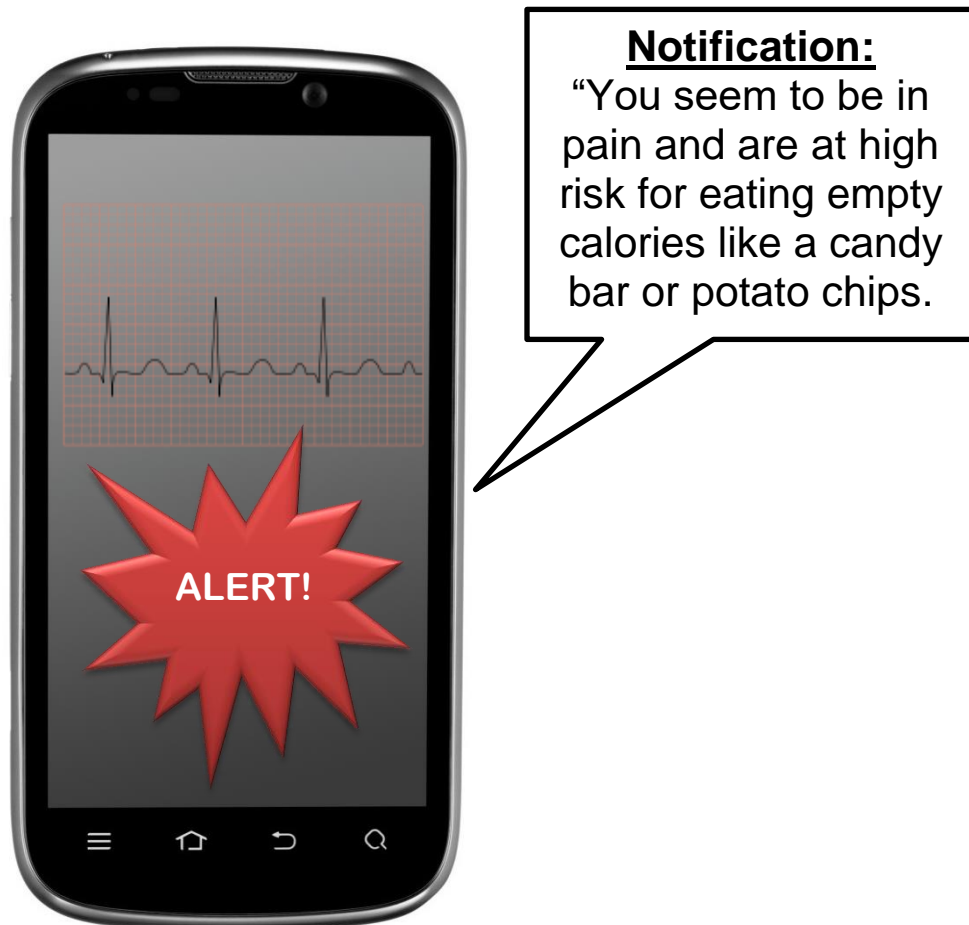 Notification:
“You seem to be in
pain and are at high
risk for eating empty
calories like a candy
bar or potato chips.
ALERT!